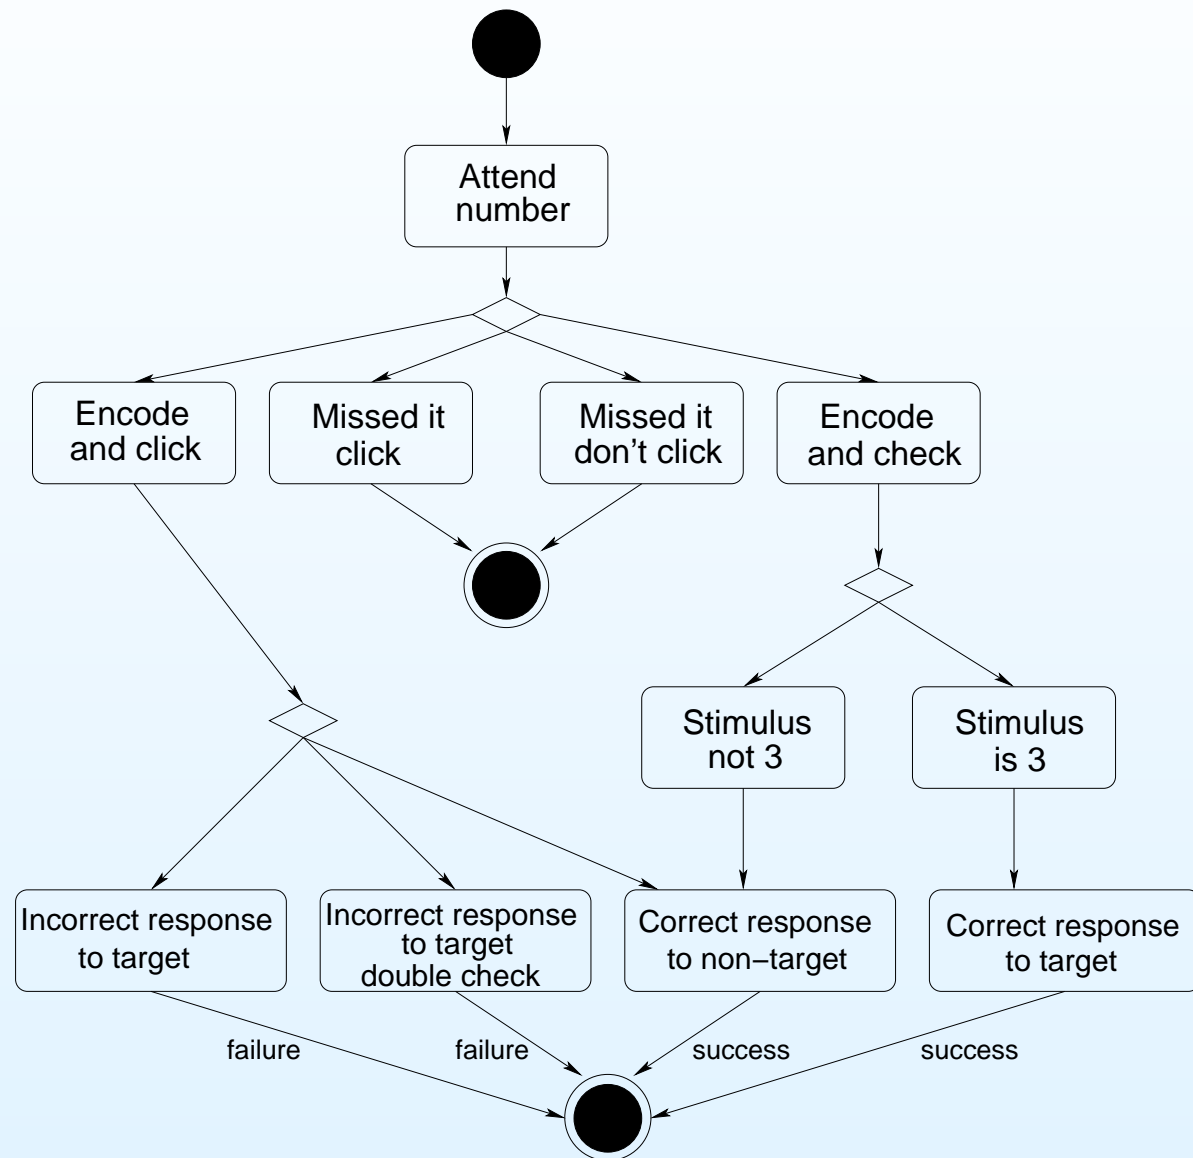 Attend
number
Encode
and click
Missed it
click
Missed it
don't click
Encode
and check
Stimulus
not 3
Stimulus
is 3
Incorrect response
to target
Incorrect response
to target
double check
Correct response
to non−target
Correct response
to target
failure
failure
success
success